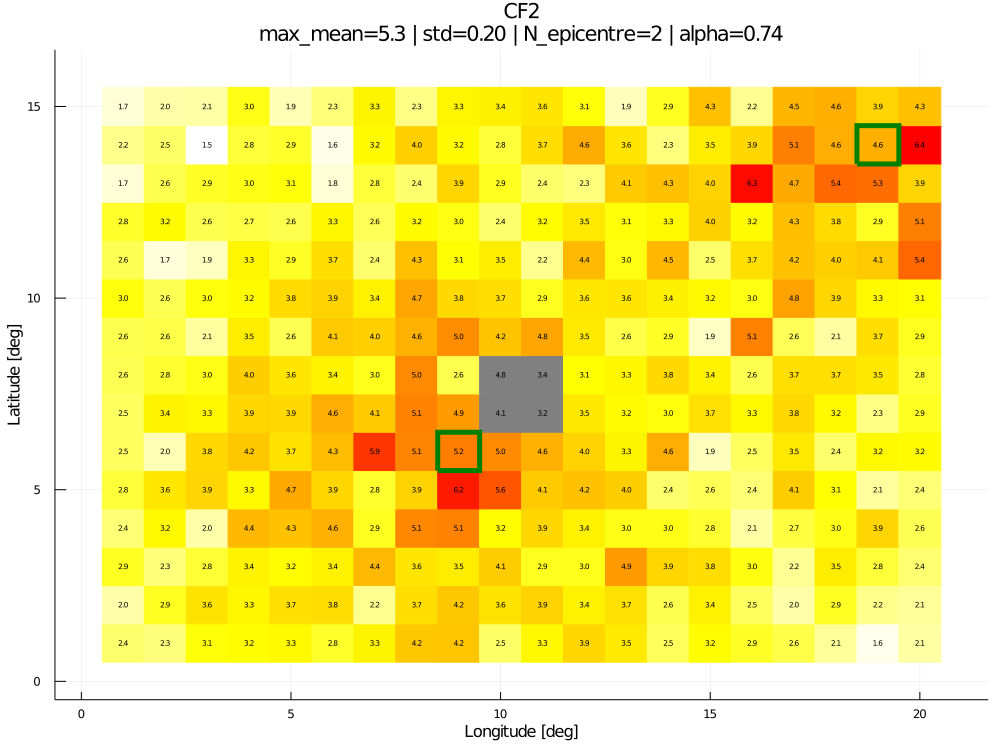 CF2
max_mean=5.3 | std=0.20 | N_epicentre=2 | alpha=0.74
15
1.7 2.0 2.1 3.0 1.9 2.3 3.3 2.3 3.3 3.4 3.6 3.1 1.9 2.9 4.3 2.2 4.5 4.6 3.9 4.3
2.2 2.5 1.5 2.8 2.9 1.6 3.2 4.0 3.2 2.8 3.7 4.6 3.6 2.3 3.5 3.9 5.1 4.6 4.6 6.4
1.7 2.6 2.9 3.0 3.1 1.8 2.8 2.4 3.9 2.9 2.4 2.3 4.1 4.3 4.0 6.3 4.7 5.4 5.3 3.9
2.8 3.2 2.6 2.7 2.6 3.3 2.6 3.2 3.0 2.4 3.2 3.5 3.1 3.3 4.0 3.2 4.3 3.8 2.9 5.1
2.6 1.7 1.9 3.3 2.9 3.7 2.4 4.3 3.1 3.5 2.2 4.4 3.0 4.5 2.5 3.7 4.2 4.0 4.1 5.4
10
3.0 2.6 3.0 3.2 3.8 3.9 3.4 4.7 3.8 3.7 2.9 3.6 3.6 3.4 3.2 3.0 4.8 3.9 3.3 3.1
2.6 2.6 2.1 3.5 2.6 4.1 4.0 4.6 5.0 4.2 4.8 3.5 2.6 2.9 1.9 5.1 2.6 2.1 3.7 2.9
2.6 2.8 3.0 4.0 3.6 3.4 3.0 5.0 2.6 4.8 3.4 3.1 3.3 3.8 3.4 2.6 3.7 3.7 3.5 2.8
2.5 3.4 3.3 3.9 3.9 4.6 4.1 5.1 4.9 4.1 3.2 3.5 3.2 3.0 3.7 3.3 3.8 3.2 2.3 2.9
2.5 2.0 3.8 4.2 3.7 4.3 5.9 5.1 5.2 5.0 4.6 4.0 3.3 4.6 1.9 2.5 3.5 2.4 3.2 3.2
5
2.8 3.6 3.9 3.3 4.7 3.9 2.8 3.9 6.2 5.6 4.1 4.2 4.0 2.4 2.6 2.4 4.1 3.1 2.1 2.4
2.4 3.2 2.0 4.4 4.3 4.6 2.9 5.1 5.1 3.2 3.9 3.4 3.0 3.0 2.8 2.1 2.7 3.0 3.9 2.6
2.9 2.3 2.8 3.4 3.2 3.4 4.4 3.6 3.5 4.1 2.9 4.9 3.9 3.8 3.0 2.2 3.5 2.8 2.4
2.0 2.9 3.6 3.3 3.7 3.8 2.2 3.7 4.2 3.6 3.9 3.4 3.7 2.6 3.4 2.5 2.0 2.9 2.2 2.1
2.4 2.3 3.1 3.2 3.3 2.8 3.3 4.2 4.2 2.5 3.3 3.9 3.5 2.5 3.2 2.9 2.6 2.1 1.6 2.1
0
0 5 10 15 20
Longitude [deg]
Latitude [deg]